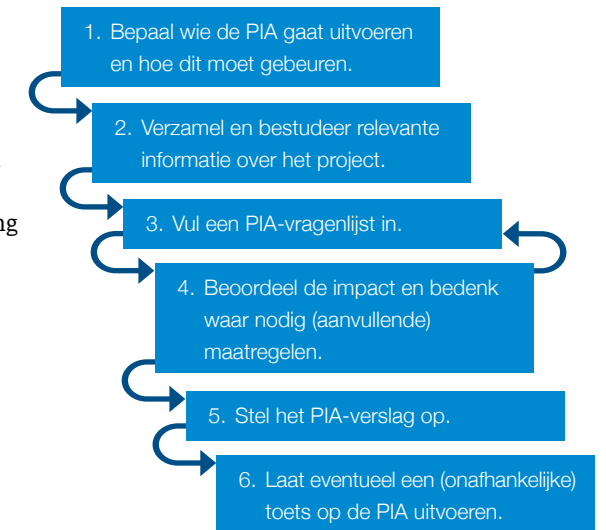 1. Bepaal wie de PIA gaat uitvoeren
en hoe dit moet gebeuren.
2. Verzamel en bestudeer relevante
informatie over het project.
ng
3. Vul een PIA-vragenlijst in.
4. Beoordeel de impact en bedenk
waar nodig (aanvullende)
maatregelen.
5. Stel het PIA-verslag op.
6. Laat eventueel een (onafhankelijke)
toets op de PIA uitvoeren.